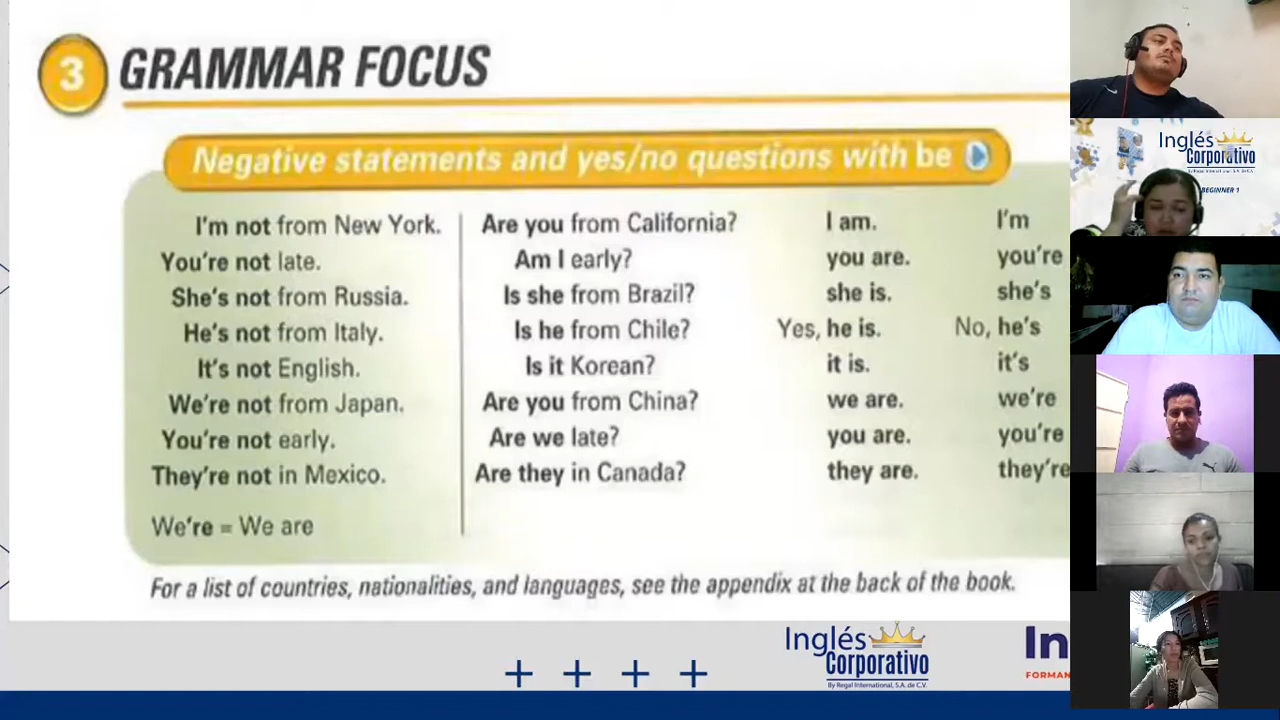 3 GRAMMAR FOCUS
Negative statements and yes/no questions with be
I'm not from New York. Are you from California? I am. I'm
You're not late. Am I early? you are. you're
She's not from Russia. Is she from Brazil? she is. she's
He's not from Italy. Is he from Chile? Yes, he is. No, he's
It's not English. Is it Korean? it is. it's
We're not from Japan. Are you from China? we are. we're
You're not early. Are we late? you are. you're
They're not in Mexico. Are they in Canada? they are. they're
We're = We are
For a list of countries, nationalities, and languages, see the appendix at the back of the book.
Inglés
Corporativo
By Regal International, S.A. de C.V.
In
FORMAN
Inglés
Corporativo
By Regal International, S.A. de C.V.
BEGINNER 1